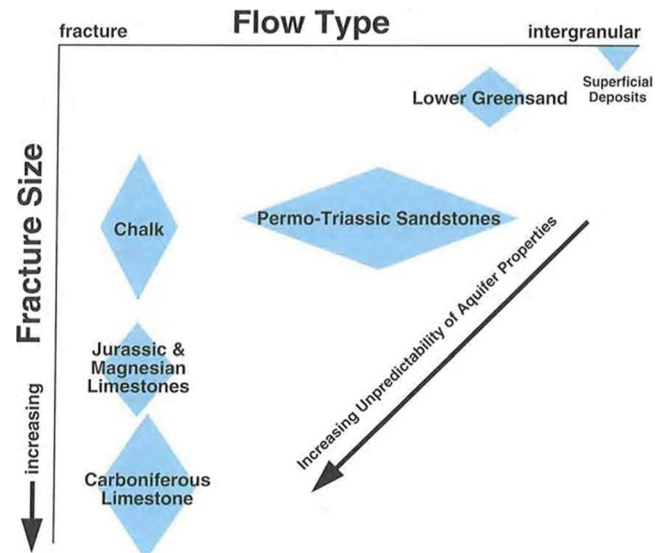 Flow Type
fracture
intergranular
Superficial
Deposits
Lower Greensand
Fracture Size
increasing
Chalk
Permo-Triassic Sandstones
Increasing Unpredictability of Aquifer Properties
Jurassic &
Magnesian
Limestones
Carboniferous
Limestone